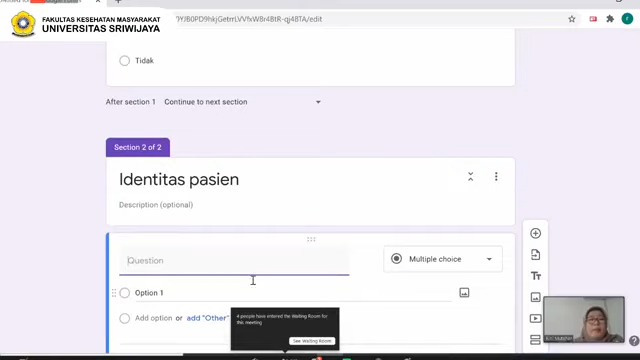 FAKULTAS KESEHATAN MASYARAKAT
UNIVERSITAS SRIWIJAYA
/edit
Tidak
After section 1 Continue to next section
Section 2 of 2
Identitas pasien
Description (optional)
Question
Multiple choice
Option 1
Add option or add "Other"
4 people have entered the Waiting Room for
this meeting
See Waiting Room